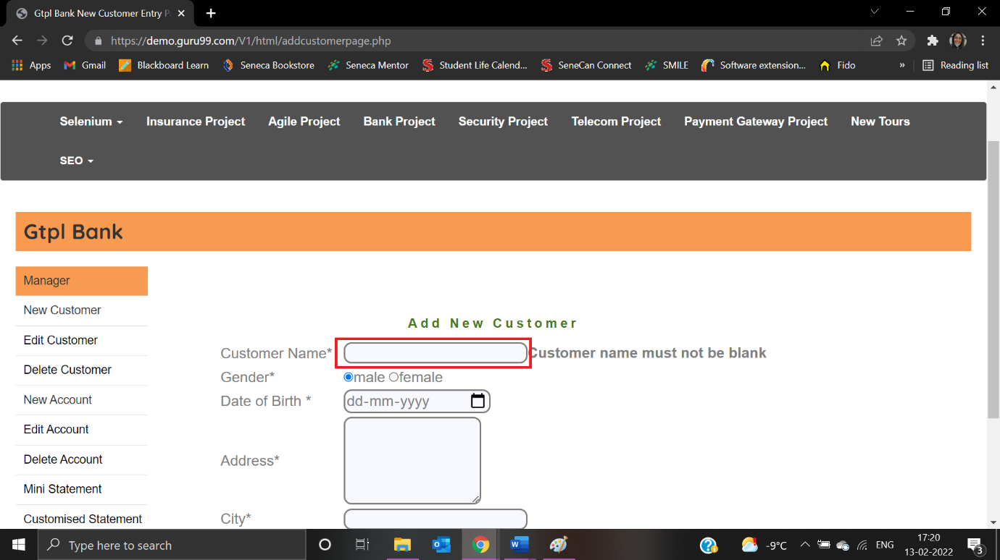 Gtpl Bank New Customer Entry P
https://demo.guru99.com/V1/html/addcustomerpage.php
Apps Gmail Blackboard Learn Seneca Bookstore Seneca Mentor Student Life Calend... SeneCan Connect SMILE Software extension... Fido » Reading list
Selenium Insurance Project Agile Project Bank Project Security Project Telecom Project Payment Gateway Project New Tours
SEO
Gtpl Bank
Manager
New Customer
Edit Customer
Delete Customer
New Account
Edit Account
Delete Account
Mini Statement
Customised Statement
Add New Customer
Customer Name* Customer name must not be blank
Gender* male female
Date of Birth * dd-mm-yyyy
Address*
City*
Type here to search
-9°C
ENG
17:20
13-02-2022
3